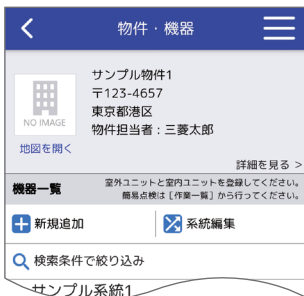 物件・機器
NO IMAGE
地図を開く
サンプル物件1
〒123-4657
東京都港区
物件担当者：三菱太郎
詳細を見る >
機器一覧
室外ユニットと室内ユニットを登録してください。
簡易点検は［作業一覧］から行ってください。
新規追加
系統編集
検索条件で絞り込み
サンプル系統1